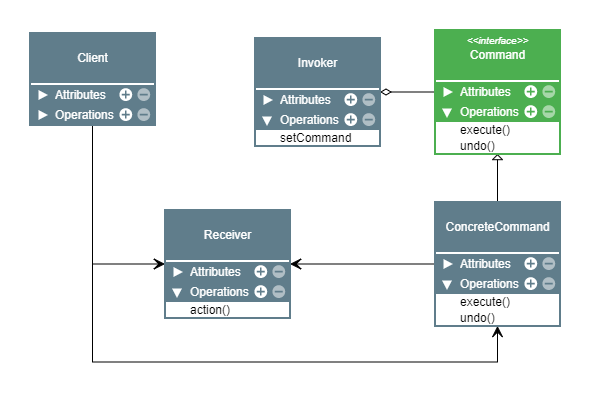 Client
Attributes
Operations
Invoker
Attributes
Operations
setCommand
<<interface>>
Command
Attributes
Operations
execute()
undo()
Receiver
Attributes
Operations
action()
ConcreteCommand
Attributes
Operations
execute()
undo()